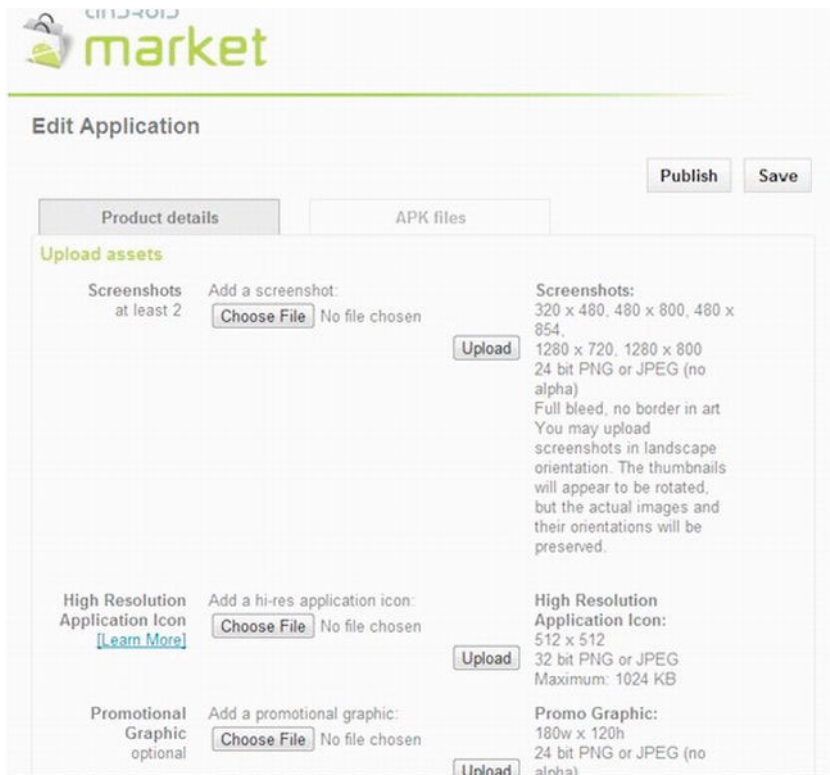 android
market
Edit Application
Publish Save
Product details APK files
Upload assets
Screenshots
at least 2
Add a screenshot:
Choose File No file chosen
Upload
Screenshots:
320 x 480, 480 x 800, 480 x
854,
1280 x 720, 1280 x 800
24 bit PNG or JPEG (no
alpha)
Full bleed, no border in art
You may upload
screenshots in landscape
orientation. The thumbnails
will appear to be rotated,
but the actual images and
their orientations will be
preserved.
High Resolution
Application Icon
[Learn More]
Add a hi-res application icon:
Choose File No file chosen
Upload
High Resolution
Application Icon:
512 x 512
32 bit PNG or JPEG
Maximum: 1024 KB
Promotional
Graphic
optional
Add a promotional graphic:
Choose File No file chosen
Upload
Promo Graphic:
180w x 120h
24 bit PNG or JPEG (no
alpha)